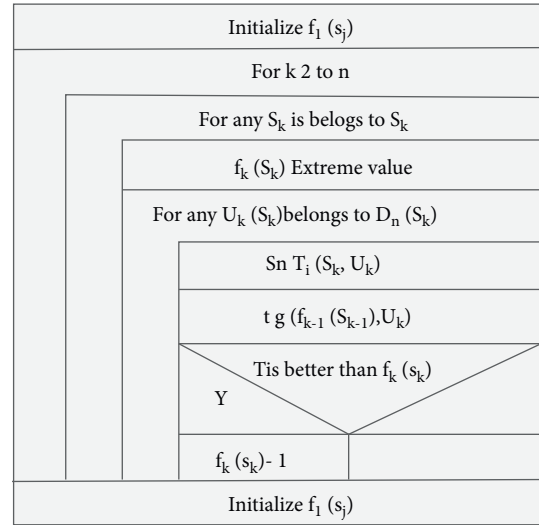 Initialize f₁ (sⱼ)
For k 2 to n
For any Sₖ is belogs to Sₖ
fₖ (Sₖ) Extreme value
For any Uₖ (Sₖ)belongs to Dₙ (Sₖ)
Sn Tᵢ (Sₖ, Uₖ)
t g (fₖ₋₁ (Sₖ₋₁),Uₖ)
Tis better than fₖ (sₖ)
Y
fₖ (sₖ)- 1
Initialize f₁ (sⱼ)